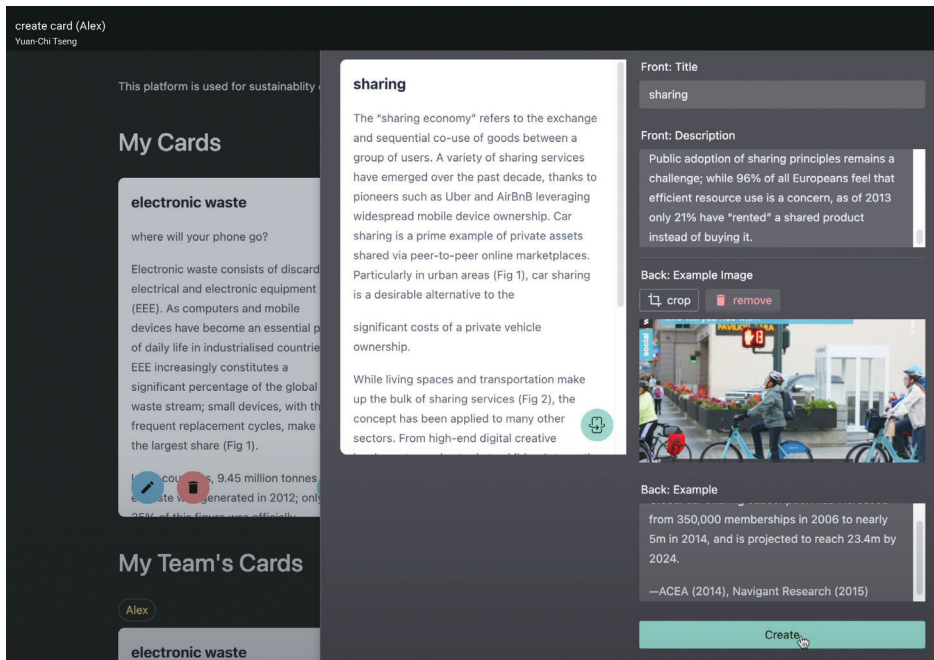 create card (Alex)
Yuan-Chi Tseng
This platform is used for sustainablity
My Cards
electronic waste
where will your phone go?
Electronic waste consists of discard
electrical and electronic equipment
(EEE). As computers and mobile
devices have become an essential p
of daily life in industrialised countrie
EEE increasingly constitutes a
significant percentage of the global
waste stream; small devices, with th
frequent replacement cycles, make
the largest share (Fig 1).
9.45 million tonnes
generated in 2012; only
25% of this figure was officially
My Team's Cards
Alex
electronic waste
sharing
The “sharing economy” refers to the exchange
and sequential co-use of goods between a
group of users. A variety of sharing services
have emerged over the past decade, thanks to
pioneers such as Uber and AirBnB leveraging
widespread mobile device ownership. Car
sharing is a prime example of private assets
shared via peer-to-peer online marketplaces.
Particularly in urban areas (Fig 1), car sharing
is a desirable alternative to the
significant costs of a private vehicle
ownership.
While living spaces and transportation make
up the bulk of sharing services (Fig 2), the
concept has been applied to many other
sectors. From high-end digital creative
Front: Title
sharing
Front: Description
Public adoption of sharing principles remains a
challenge; while 96% of all Europeans feel that
efficient resource use is a concern, as of 2013
only 21% have “rented” a shared product
instead of buying it.
Back: Example Image
crop
remove
social
Back: Example
from 350,000 memberships in 2006 to nearly
5m in 2014, and is projected to reach 23.4m by
2024.
—ACEA (2014), Navigant Research (2015)
Create